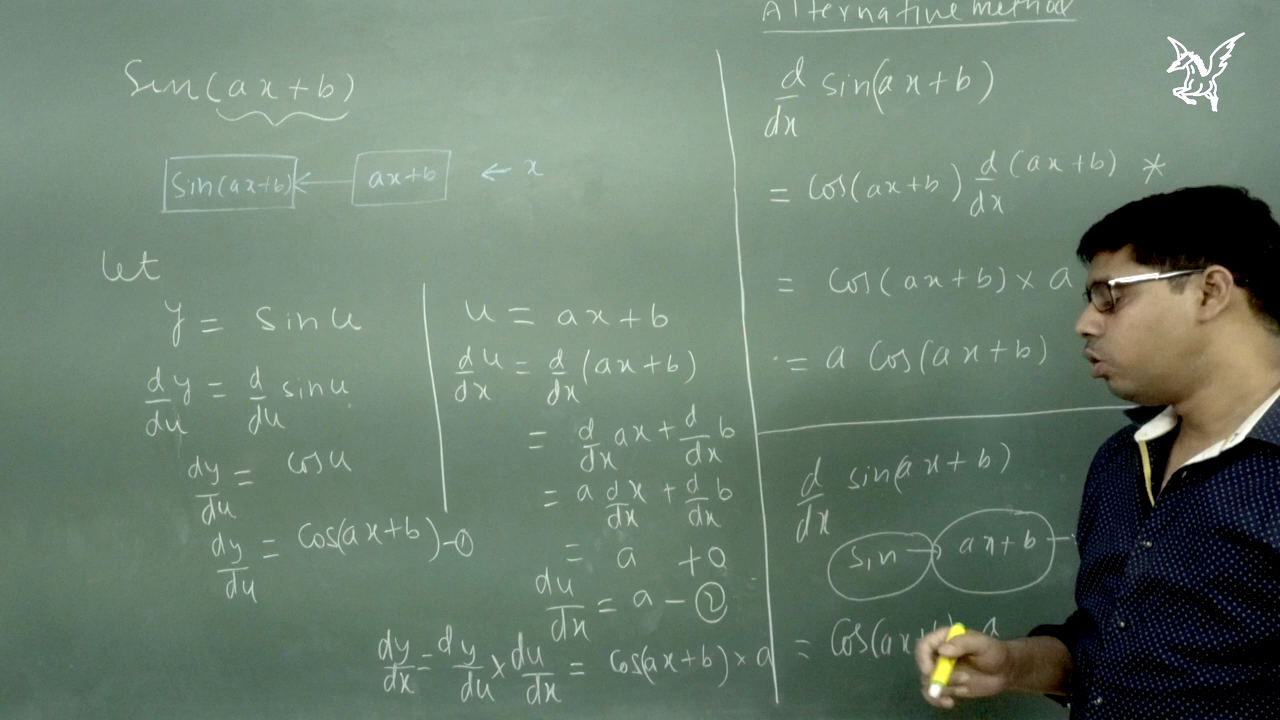 Sin(ax+b)
Sin(ax+b) ← ax+b ← x
Let
y = sin u
d/du y = d/du sin u
dy/du = cos u
dy/du = cos(ax+b) -①
u = ax+b
d/dx u = d/dx (ax+b)
= d/dx ax + d/dx b
= a d/dx x + d/dx b
= a + 0
du/dx = a - ②
dy/dx = dy/du × du/dx = cos(ax+b) × a
Alternative method
d/dx sin(ax+b)
= cos(ax+b) d/dx (ax+b) *
= cos(ax+b) × a
= a cos(ax+b)
d/dx sin(ax+b)
sin → ax+b
= cos(ax